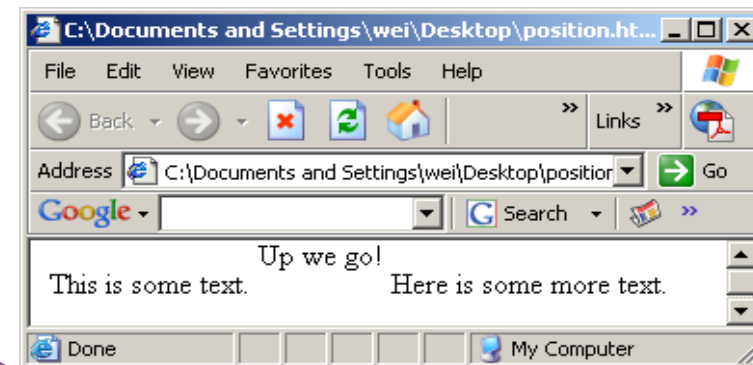 C:\Documents and Settings\wei\Desktop\position.ht...
File Edit View Favorites Tools Help
Back » Links »
Address C:\Documents and Settings\wei\Desktop\position Go
Google G Search »
Up we go!
This is some text. Here is some more text.
Done My Computer